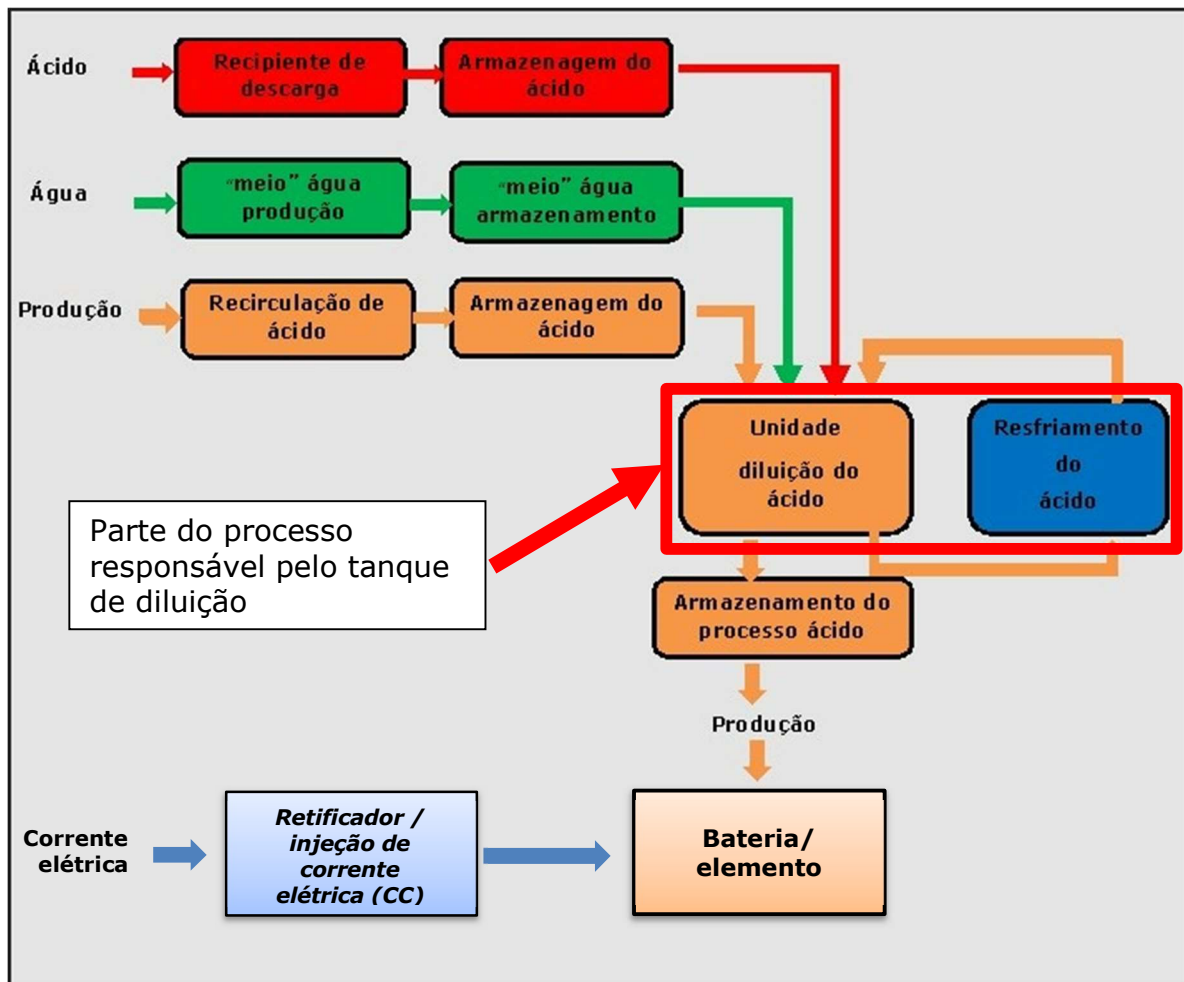 Ácido
Recipiente de
descarga
Armazenagem do
ácido
Água
“meio” água
produção
“meio” água
armazenamento
Produção
Recirculação de
ácido
Armazenagem do
ácido
Unidade
diluição do
ácido
Resfriamento
do
ácido
Parte do processo
responsável pelo tanque
de diluição
Armazenamento do
processo ácido
Produção
Corrente
elétrica
Retificador /
injeção de
corrente
elétrica (CC)
Bateria/
elemento